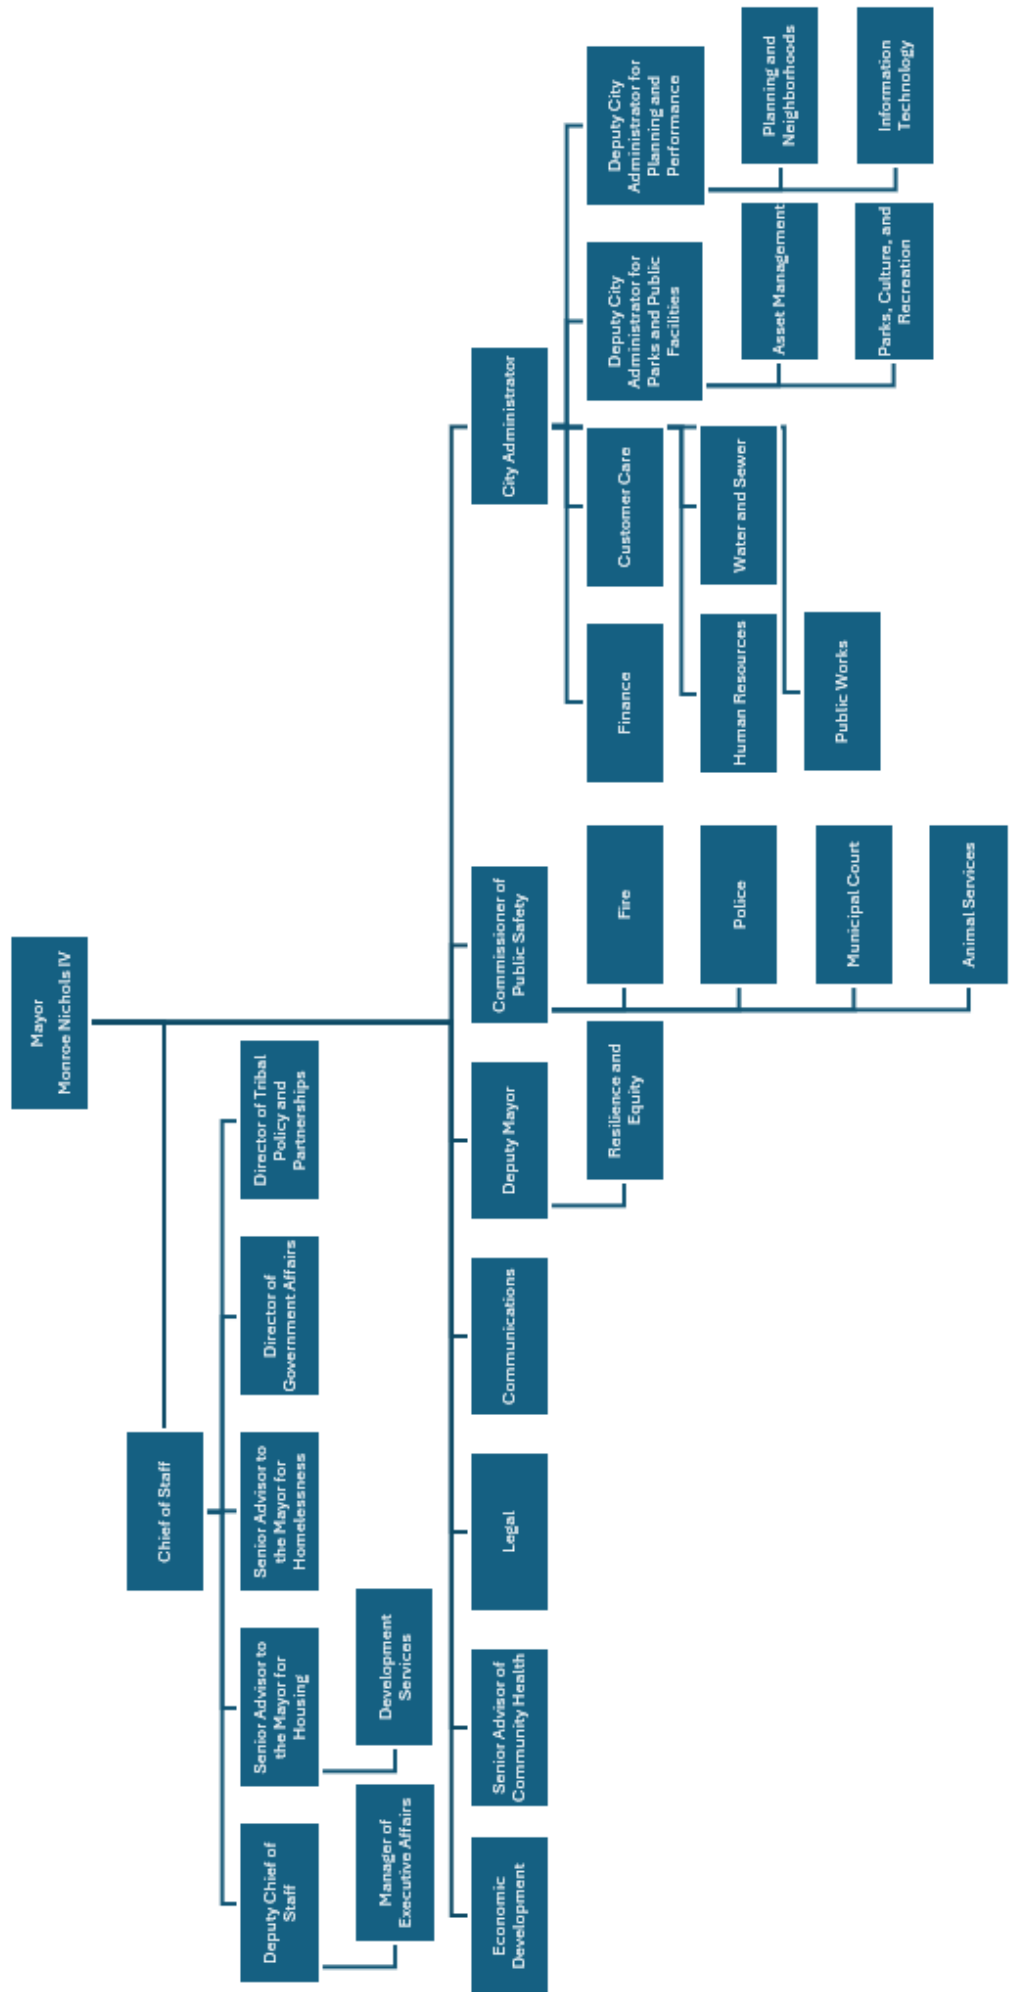 Mayor
Monroe Nichols IV
Chief of Staff
Deputy Chief of
Staff
Senior Advisor to
the Mayor for
Housing
Senior Advisor to
the Mayor for
Homelessness
Director of
Government Affairs
Director of Tribal
Policy and
Partnerships
Manager of
Executive Affairs
Development
Services
Economic
Development
Senior Advisor of
Community Health
Legal
Communications
Deputy Mayor
Commissioner of
Public Safety
City Administrator
Resilience and
Equity
Fire
Police
Municipal Court
Animal Services
Finance
Customer Care
Deputy City
Administrator for
Parks and Public
Facilities
Deputy City
Administrator for
Planning and
Performance
Human Resources
Water and Sewer
Public Works
Asset Management
Parks, Culture, and
Recreation
Planning and
Neighborhoods
Information
Technology